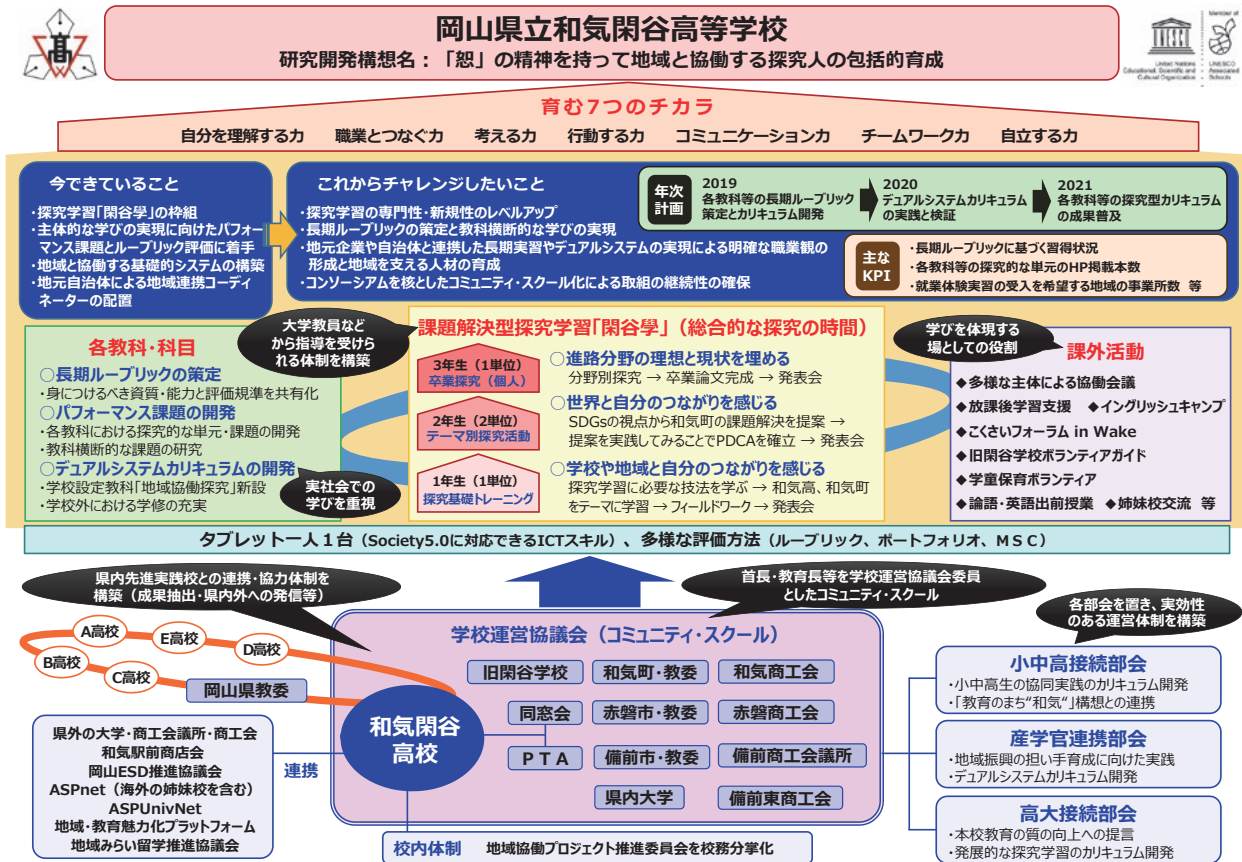 岡山県立和気閑谷高等学校
研究開発構想名：「恕」の精神を持って地域と協働する探究人の包括的育成
United Nations
Educational, Scientific and
Cultural Organization
Member of
UNESCO
Associated
Schools
育む7つのチカラ
自分を理解する力　職業とつなぐ力　考える力　行動する力　コミュニケーション力　チームワーク力　自立する力
今できていること
・探究学習「閑谷學」の枠組
・主体的な学びの実現に向けたパフォー
マンス課題とルーブリック評価に着手
・地域と協働する基礎的システムの構築
・地元自治体による地域連携コーディ
ネーターの配置
これからチャレンジしたいこと
・探究学習の専門性・新規性のレベルアップ
・長期ルーブリックの策定と教科横断的な学びの実現
・地元企業や自治体と連携した長期実習やデュアルシステムの実現による明確な職業観の
形成と地域を支える人材の育成
・コンソーシアムを核としたコミュニティ・スクール化による取組の継続性の確保
年次
計画
2019
各教科等の長期ルーブリック
策定とカリキュラム開発
2020
デュアルシステムカリキュラム
の実践と検証
2021
各教科等の探究型カリキュラム
の成果普及
主な
KPI
・長期ルーブリックに基づく習得状況
・各教科等の探究的な単元のHP掲載本数
・就業体験実習の受入を希望する地域の事業所数 等
各教科・科目
○長期ルーブリックの策定
・身につけるべき資質・能力と評価規準を共有化
○パフォーマンス課題の開発
・各教科における探究的な単元・課題の開発
・教科横断的な課題の研究
○デュアルシステムカリキュラムの開発
・学校設定教科「地域協働探究」新設
・学校外における学修の充実
大学教員など
から指導を受けら
れる体制を構築
実社会での
学びを重視
課題解決型探究学習「閑谷學」（総合的な探究の時間）
3年生（1単位）
卒業探究（個人）
○進路分野の理想と現状を埋める
分野別探究 → 卒業論文完成 → 発表会
2年生（2単位）
テーマ別探究活動
○世界と自分のつながりを感じる
SDGsの視点から和気町の課題解決を提案 →
提案を実践してみることでPDCAを確立 → 発表会
1年生（1単位）
探究基礎トレーニング
○学校や地域と自分のつながりを感じる
探究学習に必要な技法を学ぶ → 和気高、和気町
をテーマに学習 → フィールドワーク → 発表会
学びを体現する
場としての役割
課外活動
◆多様な主体による協働会議
◆放課後学習支援　◆イングリッシュキャンプ
◆こくさいフォーラム in Wake
◆旧閑谷学校ボランティアガイド
◆学童保育ボランティア
◆論語・英語出前授業　◆姉妹校交流 等
タブレット一人１台（Society5.0に対応できるICTスキル）、多様な評価方法（ルーブリック、ポートフォリオ、ＭＳＣ）
県内先進実践校との連携・協力体制を
構築（成果抽出・県内外への発信等）
首長・教育長等を学校運営協議会委員
としたコミュニティ・スクール
各部会を置き、実効性
のある運営体制を構築
A高校
E高校
D高校
B高校
C高校
岡山県教委
学校運営協議会（コミュニティ・スクール）
和気閑谷
高校
旧閑谷学校
和気町・教委
和気商工会
同窓会
赤磐市・教委
赤磐商工会
ＰＴＡ
備前市・教委
備前商工会議所
県内大学
備前東商工会
連携
県外の大学・商工会議所・商工会
和気駅前商店会
岡山ESD推進協議会
ASPnet（海外の姉妹校を含む）
ASPUnivNet
地域・教育魅力化プラットフォーム
地域みらい留学推進協議会
校内体制　地域協働プロジェクト推進委員会を校務分掌化
小中高接続部会
・小中高生の協同実践のカリキュラム開発
・「教育のまち“和気”」構想との連携
産学官連携部会
・地域振興の担い手育成に向けた実践
・デュアルシステムカリキュラム開発
高大接続部会
・本校教育の質の向上への提言
・発展的な探究学習のカリキュラム開発